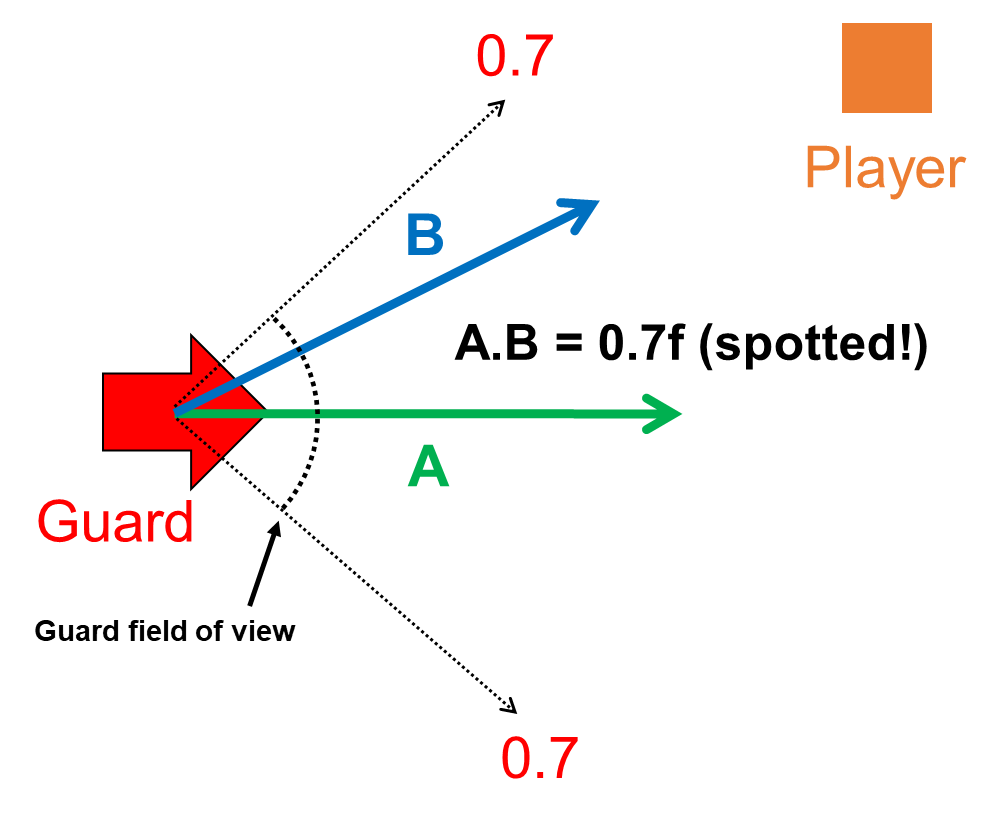 0.7
Player
B
A.B = 0.7f (spotted!)
A
Guard
Guard field of view
0.7